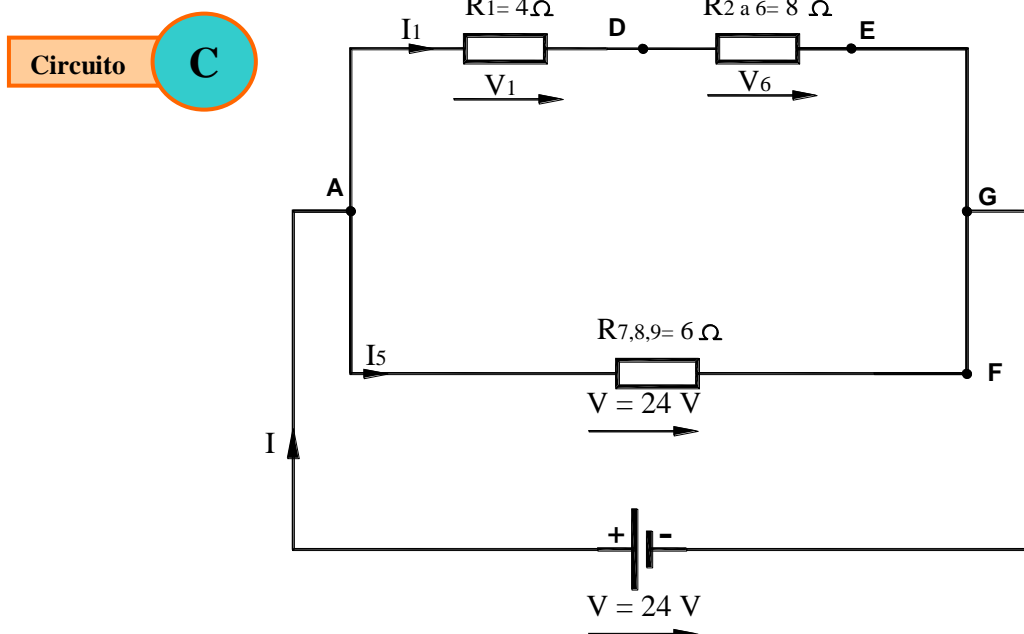 R1= 4Ω
R2 a 6= 8 Ω
I1
D
E
Circuito C
V1
V6
A
G
R7,8,9= 6 Ω
I5
F
V = 24 V
I
+ -
V = 24 V